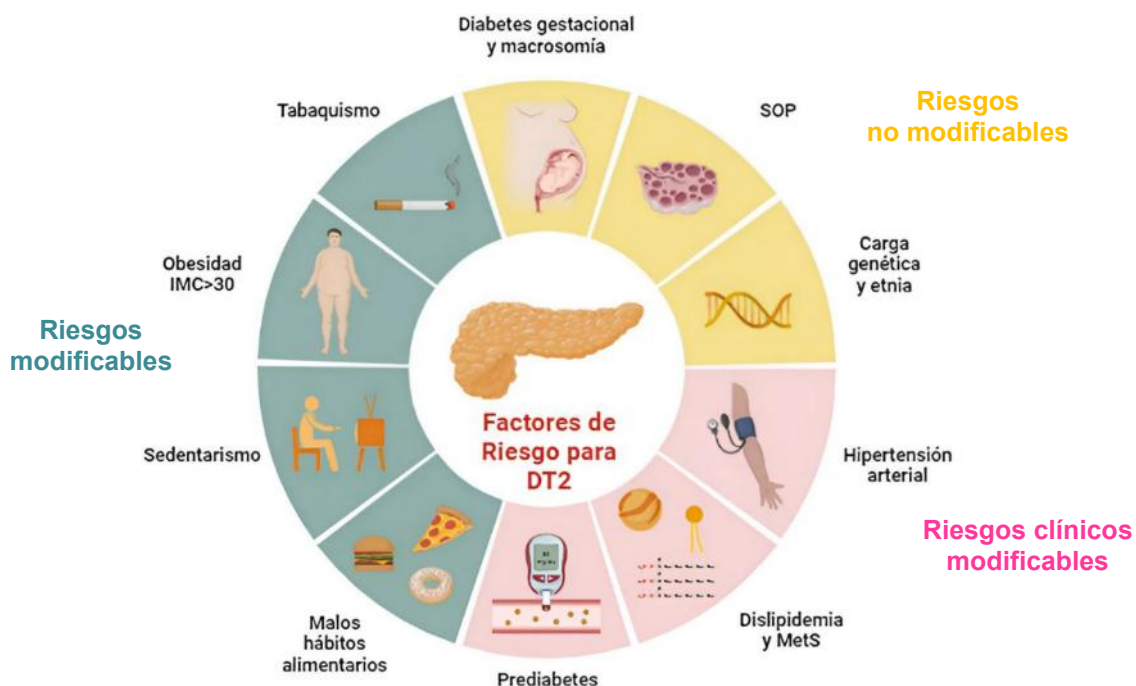 Diabetes gestacional
y macrosomía
SOP
Riesgos
no modificables
Carga
genética
y etnia
Hipertensión
arterial
Riesgos clínicos
modificables
Dislipidemia
y MetS
Prediabetes
Malos
hábitos
alimentarios
Sedentarismo
Riesgos
modificables
Obesidad
IMC>30
Tabaquismo
Factores de
Riesgo para
DT2